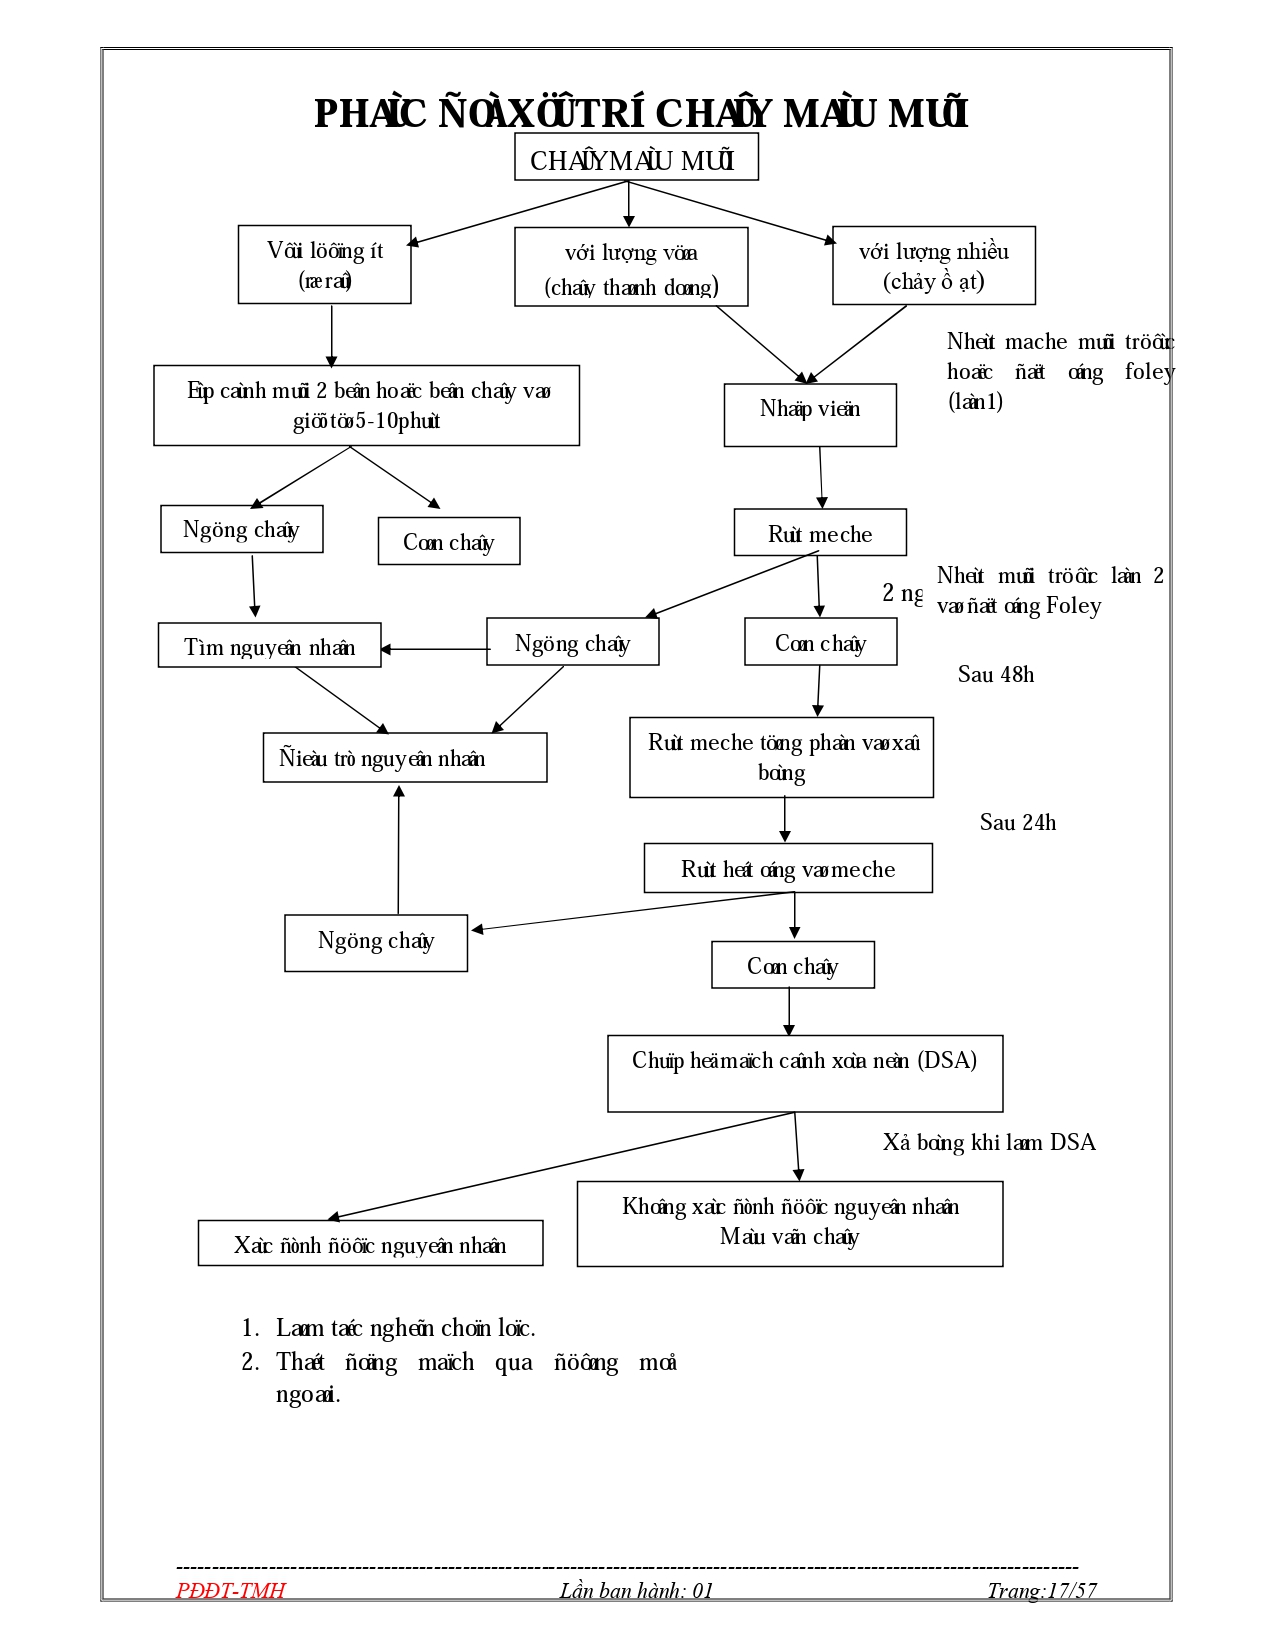 PHAÙC ÑOÀ XÖÛ TRÍ CHAÛY MAÙU MUÕI
CHAÛY MAÙU MUÕI
Vôùi löôïng ít
(ræ raû)
với lượng vöøa
(chaûy thaønh doøng)
với lượng nhiều
(chảy ồ ạt)
Nheùt mache muõi tröôùc
hoaëc ñaët oáng foley
(laàn1)
EÙp caùnh muõi 2 beân hoaëc beân chaûy vaø
giöõ töø 5-10phuùt
Nhaäp vieän
Ngöng chaûy
Coøn chaûy
Ruùt meche
2 ng
Nheùt muõi tröôùc laàn 2
vaø ñaët oáng Foley
Tìm nguyeân nhaân
Ngöng chaûy
Coøn chaûy
Sau 48h
Ruùt meche töøng phaàn vaø xaû
boùng
Ñieàu trò nguyeân nhaân
Sau 24h
Ruùt heát oáng vaø meche
Ngöng chaûy
Coøn chaûy
Chuïp heä maïch caûnh xoùa neàn (DSA)
Xả boùng khi laøm DSA
Khoâng xaùc ñònh ñöôïc nguyeân nhaân
Maùu vaãn chaûy
Xaùc ñònh ñöôïc nguyeân nhaân
1. Laøm taéc ngheõn choïn loïc.
2. Thaét ñoäng maïch qua ñöôøng moå
ngoaøi.
PĐĐT-TMH Lần ban hành: 01 Trang:17/57